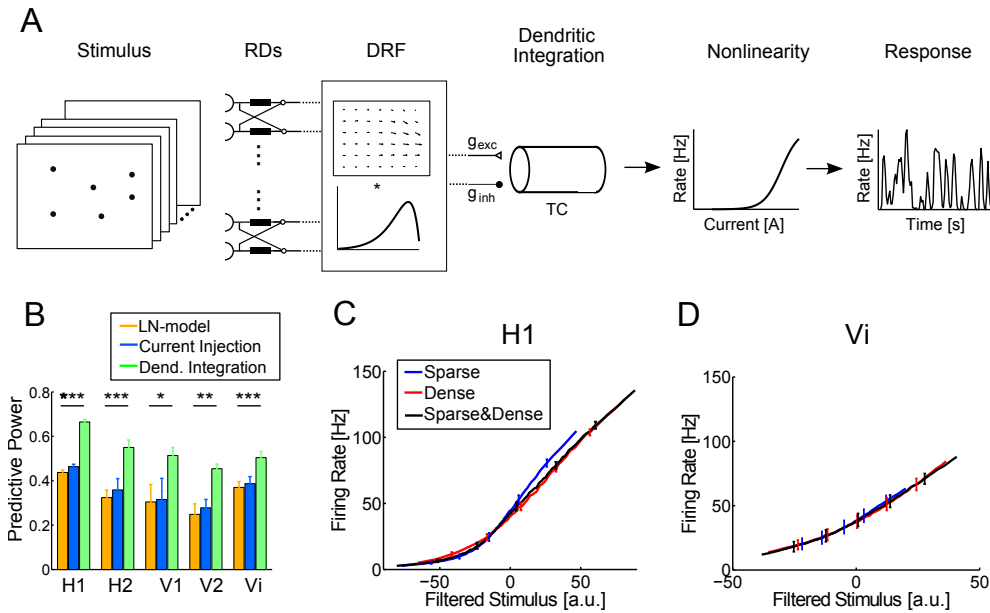 A
Stimulus
RDs
DRF
Dendritic
Integration
Nonlinearity
Response
*
gexc
ginh
TC
Rate [Hz]
Current [A]
Rate [Hz]
Time [s]
B
LN-model
Current Injection
Dend. Integration
Predictive Power
0.8
0.6
0.4
0.2
0
****
***
*
**
***
H1
H2
V1
V2
Vi
C
H1
Sparse
Dense
Sparse&Dense
Firing Rate [Hz]
150
100
50
0
−50
0
50
Filtered Stimulus [a.u.]
D
Vi
Firing Rate [Hz]
150
100
50
0
−50
0
50
Filtered Stimulus [a.u.]